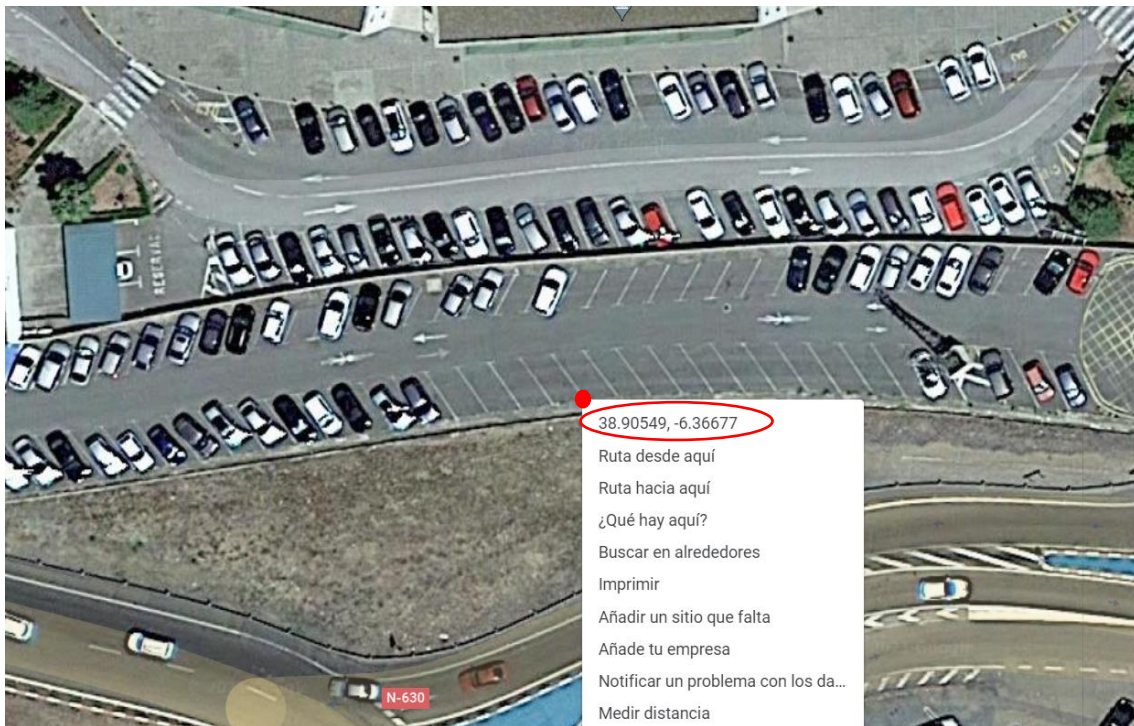 RESERVAD
38.90549, -6.36677
Ruta desde aquí
Ruta hacia aquí
¿Qué hay aquí?
Buscar en alrededores
Imprimir
Añadir un sitio que falta
Añade tu empresa
Notificar un problema con los da...
Medir distancia
N-630